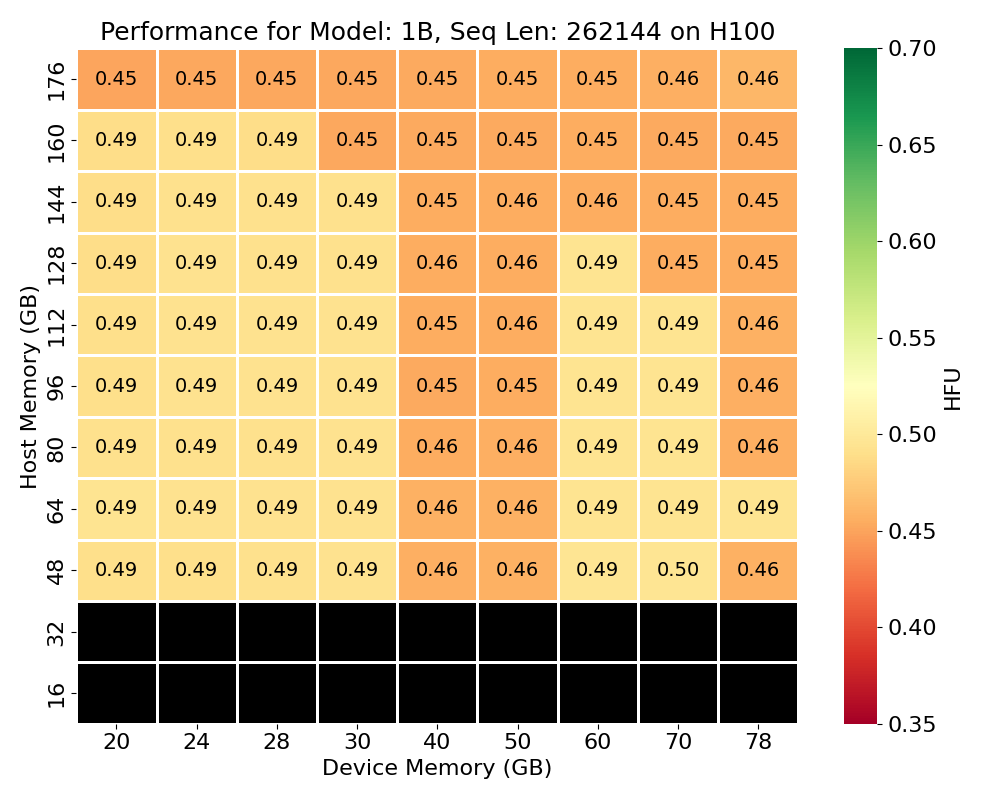 Performance for Model: 1B, Seq Len: 262144 on H100
176 0.45 0.45 0.45 0.45 0.45 0.45 0.45 0.46 0.46
160 0.49 0.49 0.49 0.45 0.45 0.45 0.45 0.45 0.45
144 0.49 0.49 0.49 0.49 0.45 0.46 0.46 0.45 0.45
128 0.49 0.49 0.49 0.49 0.46 0.46 0.49 0.45 0.45
112 0.49 0.49 0.49 0.49 0.45 0.46 0.49 0.49 0.46
96 0.49 0.49 0.49 0.49 0.45 0.45 0.49 0.49 0.46
80 0.49 0.49 0.49 0.49 0.46 0.46 0.49 0.49 0.46
64 0.49 0.49 0.49 0.49 0.46 0.46 0.49 0.49 0.49
48 0.49 0.49 0.49 0.49 0.46 0.46 0.49 0.50 0.46
32
16
20 24 28 30 40 50 60 70 78
Device Memory (GB)
Host Memory (GB)
0.70
0.65
0.60
0.55
0.50
0.45
0.40
0.35
HFU